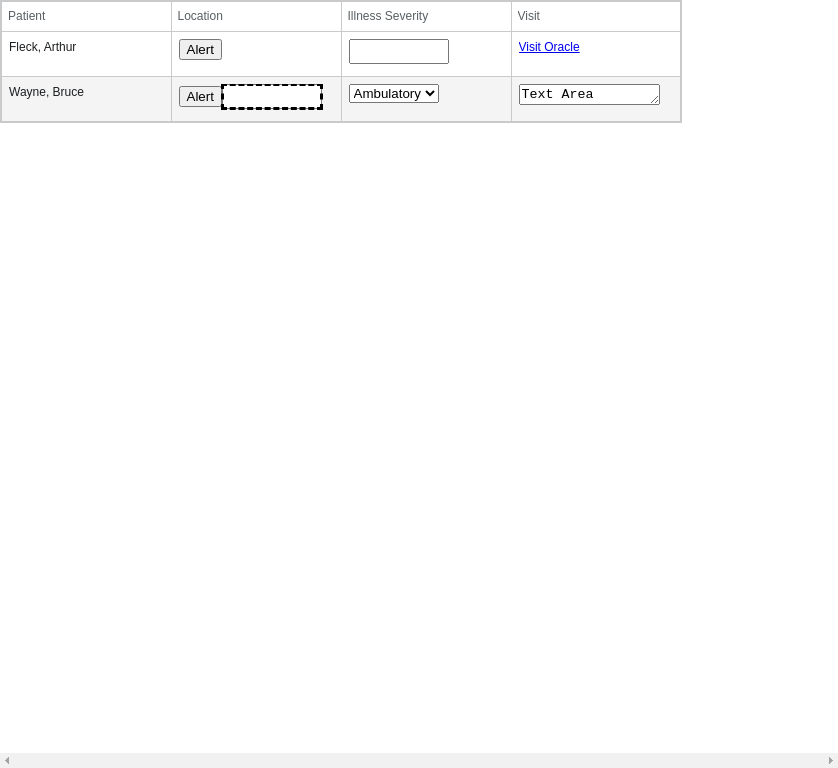 Patient Location Illness Severity Visit
Fleck, Arthur Alert Visit Oracle
Wayne, Bruce Alert Ambulatory Text Area